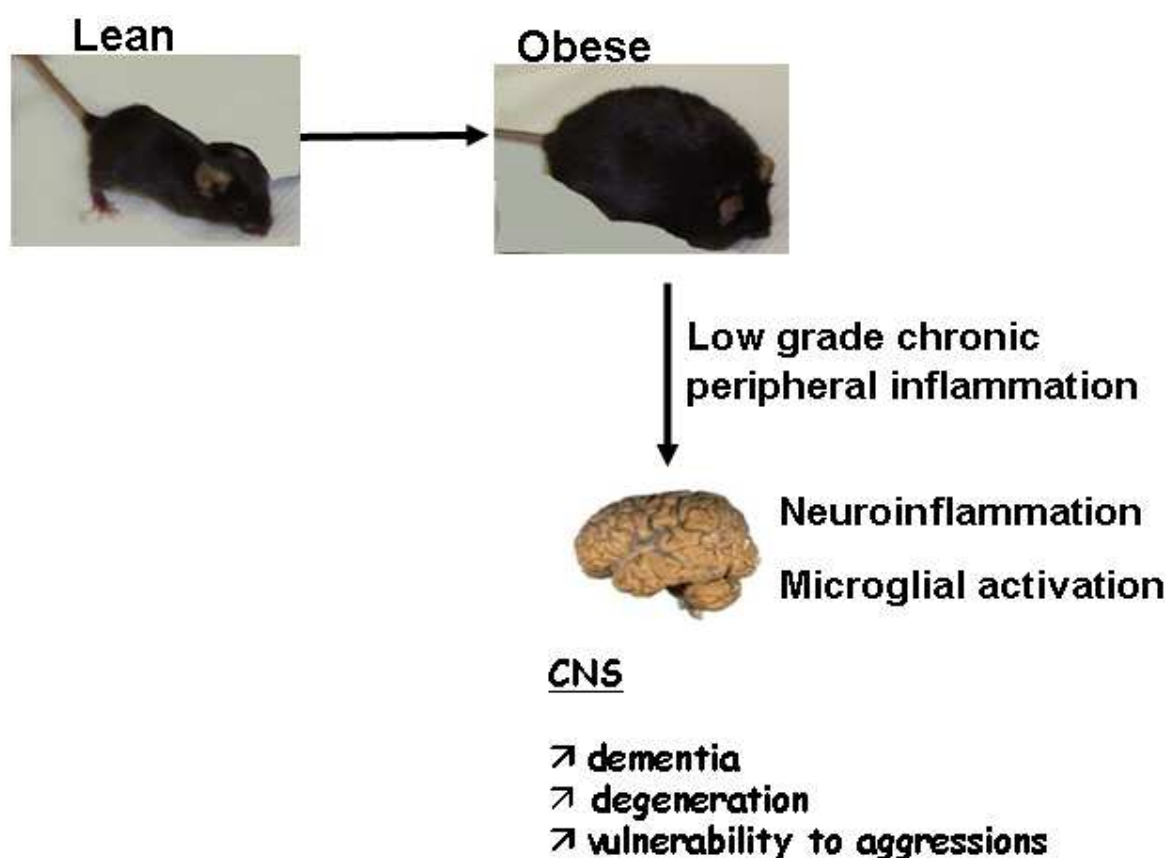 Lean
Obese
Low grade chronic
peripheral inflammation
Neuroinflammation
Microglial activation
CNS
↗ dementia
↗ degeneration
↗ vulnerability to aggressions